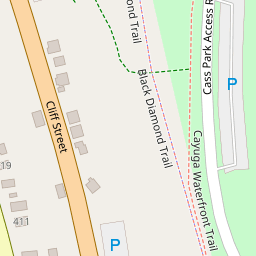 ond Trail
Cass Park Access R
P
Black Diamond Trail
Cliff Street
Cayuga Waterfront Trail
19
411
P